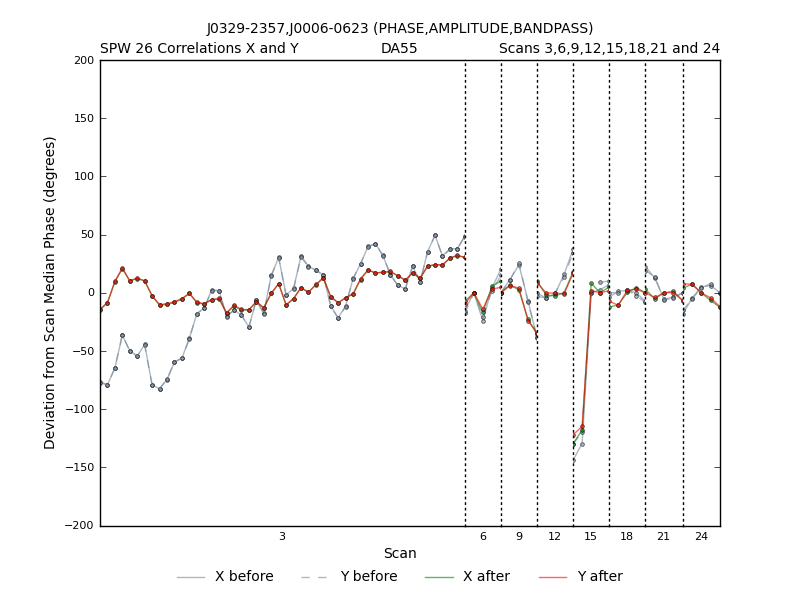 J0329-2357,J0006-0623 (PHASE,AMPLITUDE,BANDPASS)
SPW 26 Correlations X and Y DA55 Scans 3,6,9,12,15,18,21 and 24
200
150
100
50
0
−50
−100
−150
−200
Deviation from Scan Median Phase (degrees)
3 6 9 12 15 18 21 24
Scan
X before Y before X after Y after